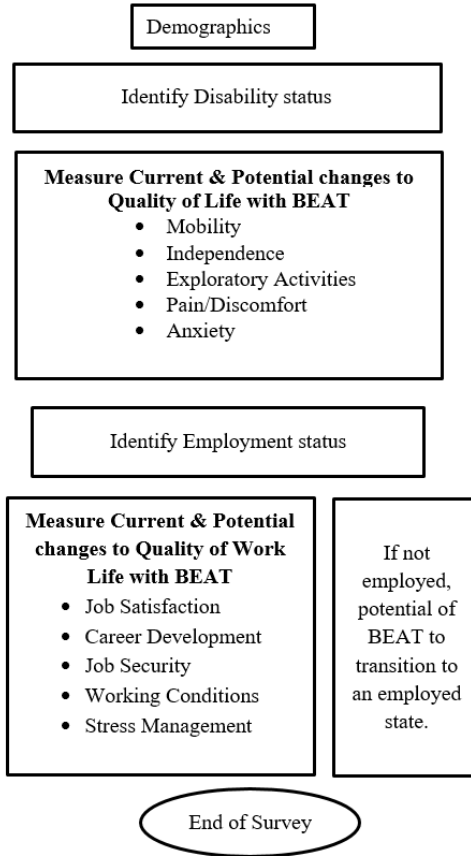 Demographics
Identify Disability status
Measure Current & Potential changes to
Quality of Life with BEAT
• Mobility
• Independence
• Exploratory Activities
• Pain/Discomfort
• Anxiety
Identify Employment status
Measure Current & Potential
changes to Quality of Work
Life with BEAT
• Job Satisfaction
• Career Development
• Job Security
• Working Conditions
• Stress Management
If not
employed,
potential of
BEAT to
transition to
an employed
state.
End of Survey